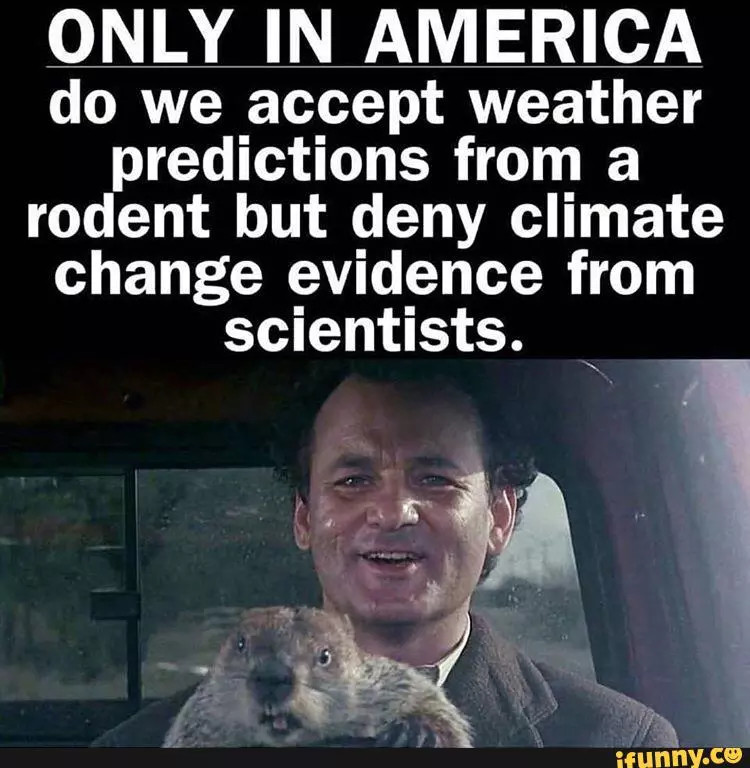 ONLY IN AMERICA
do we accept weather
predictions from a
rodent but deny climate
change evidence from
scientists.
ifunny.co